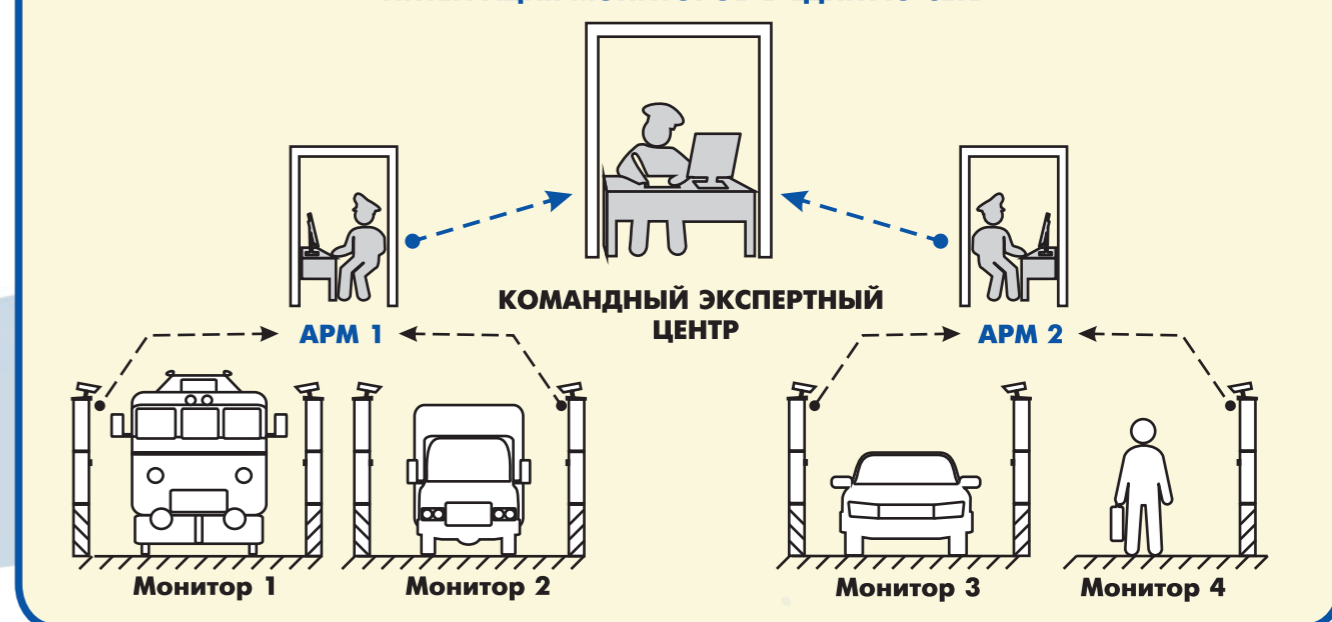 КОМАНДНЫЙ ЭКСПЕРТНЫЙ
ЦЕНТР
АРМ 1
АРМ 2
Монитор 1
Монитор 2
Монитор 3
Монитор 4